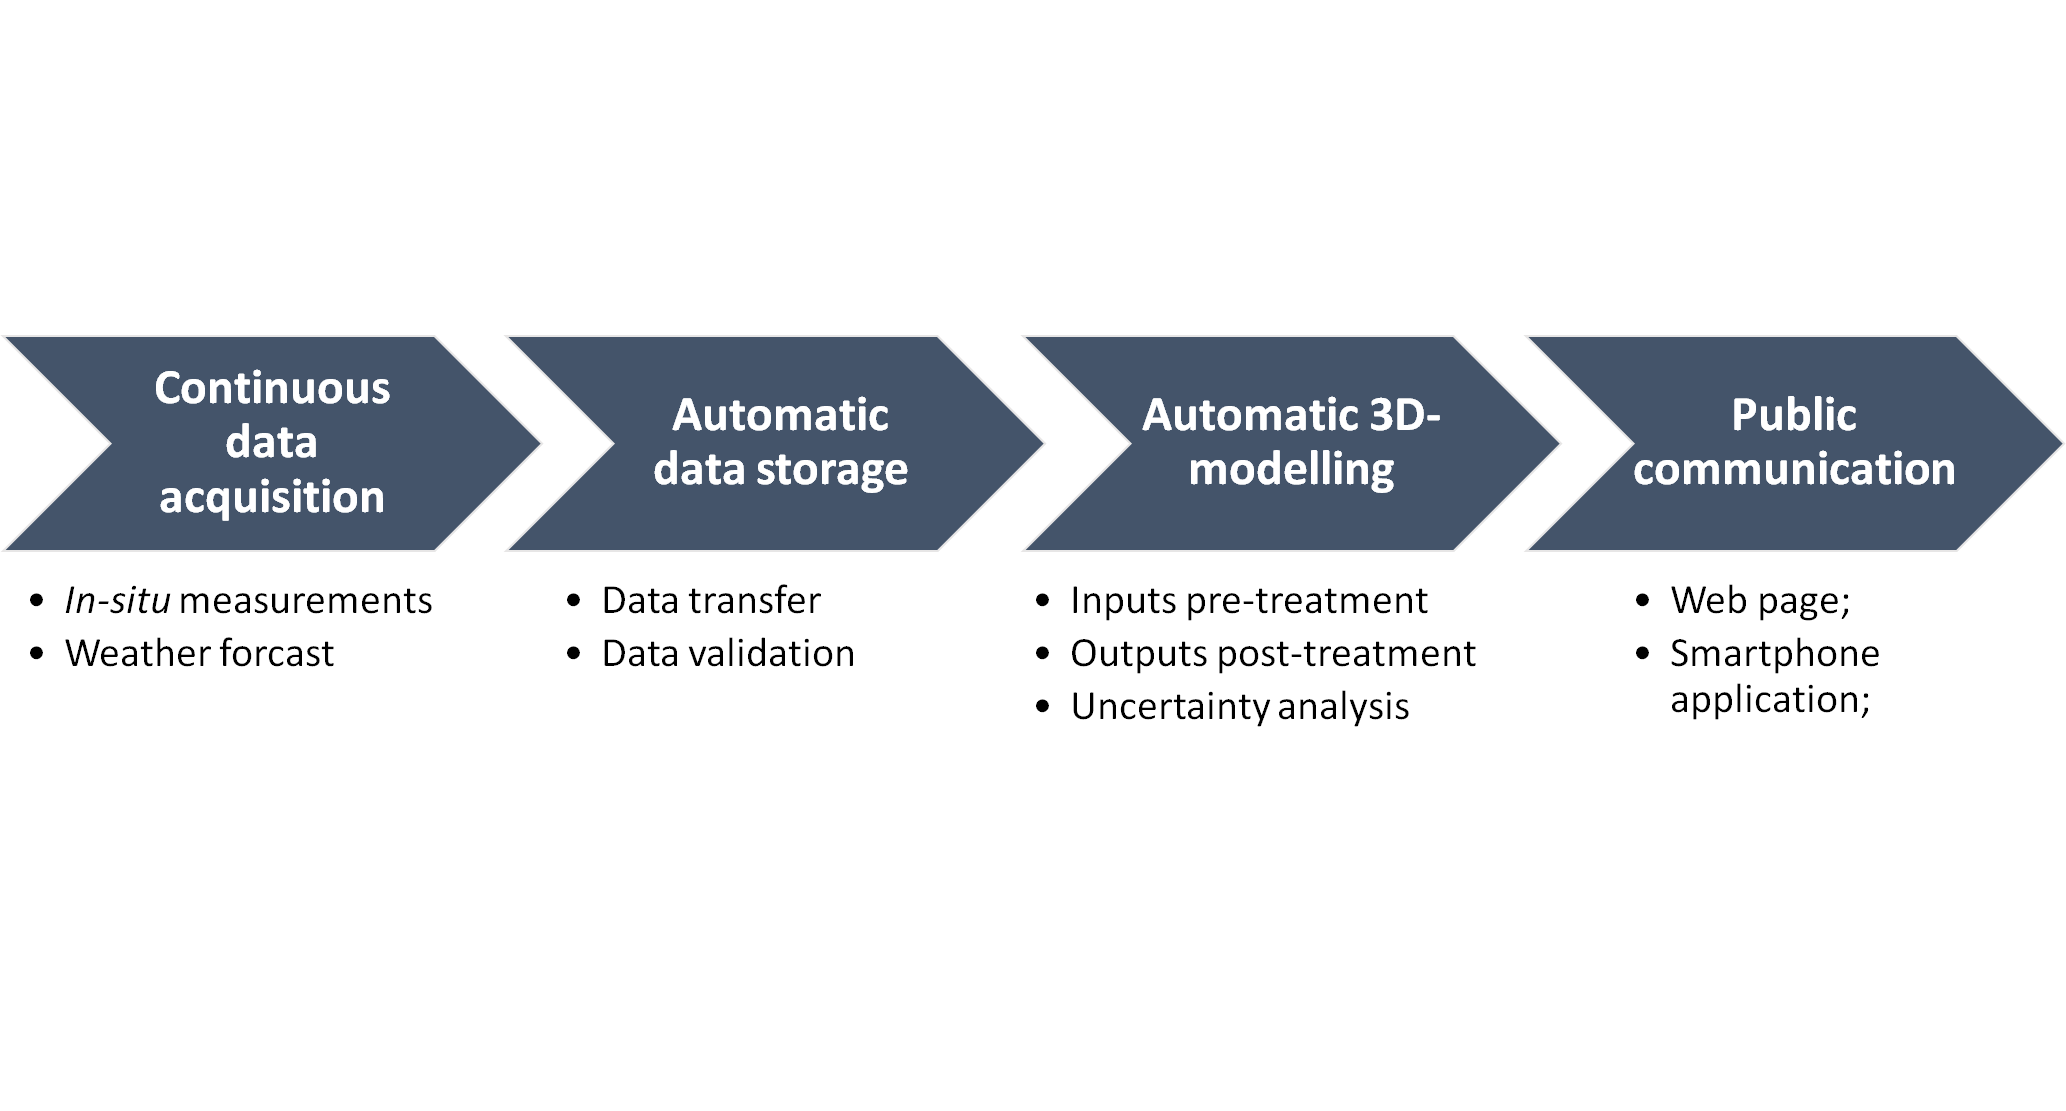 Continuous
data
acquisition
• In-situ measurements
• Weather forcast
Automatic
data storage
• Data transfer
• Data validation
Automatic 3D-
modelling
• Inputs pre-treatment
• Outputs post-treatment
• Uncertainty analysis
Public
communication
• Web page;
• Smartphone
application;